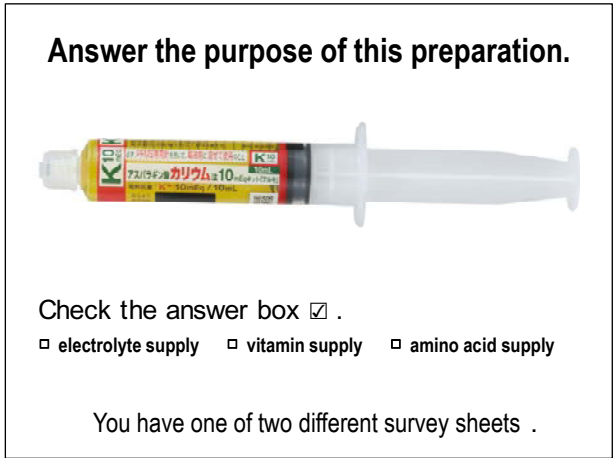 Answer the purpose of this preparation.
K 10 mEq
K 10
10mL
アスパラギン酸カリウム注10mEqキット「テルモ」
K⁺ 10mEq / 10mL
Check the answer box ☑ .
□ electrolyte supply □ vitamin supply □ amino acid supply
You have one of two different survey sheets .